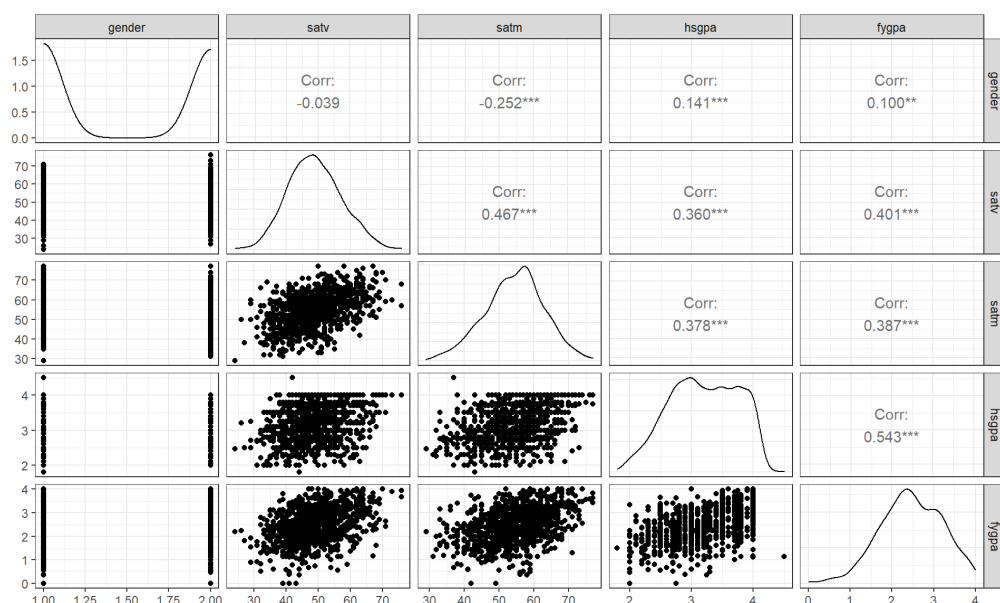 gender satv satm hsgpa fygpa
1.5
1.0
0.5
0.0
Corr:
-0.039
Corr:
-0.252***
Corr:
0.141***
Corr:
0.100**
gender
70
60
50
40
30
Corr:
0.467***
Corr:
0.360***
Corr:
0.401***
satv
70
60
50
40
30
Corr:
0.378***
Corr:
0.387***
satm
4
3
2
Corr:
0.543***
hsgpa
4
3
2
1
0
fygpa
1.00 1.25 1.50 1.75 2.00 30 40 50 60 70 30 40 50 60 70 2 3 4 0 1 2 3 4